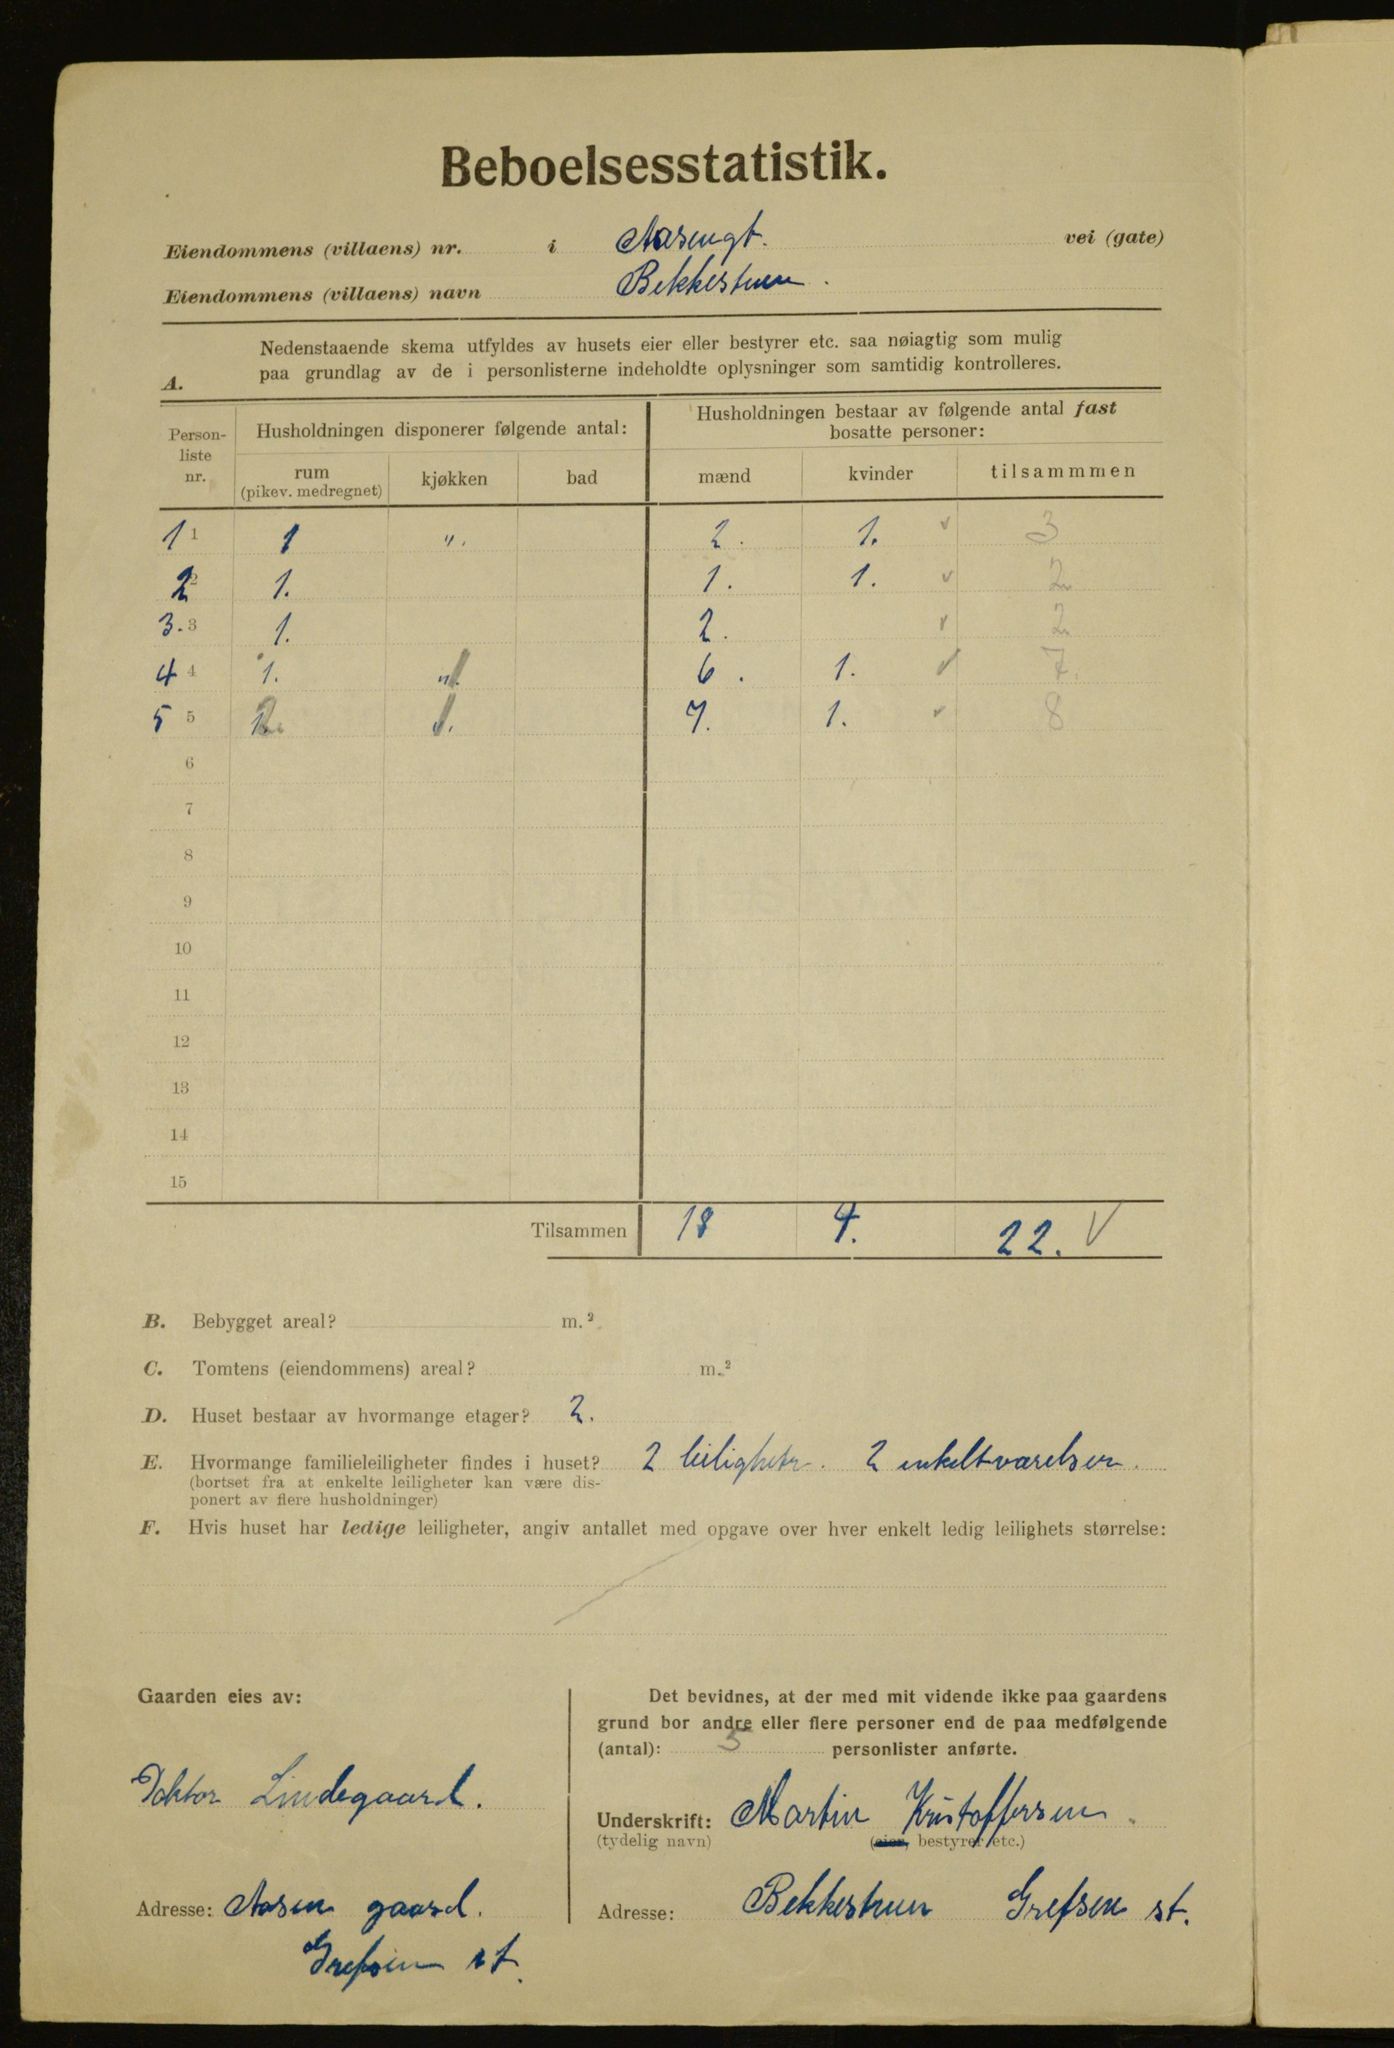 Beboelsesstatistik.
Eiendommens (villaens) nr. i Aasengt. vei (gate)
Eiendommens (villaens) navn Bekkestuen.
A. Nedenstaaende skema utfyldes av husets eier eller bestyrer etc. saa nøiagtig som mulig
paa grundlag av de i personlisterne indeholdte oplysninger som samtidig kontrolleres.
Person-liste nr. Husholdningen disponerer følgende antal: Husholdningen bestaar av følgende antal fast bosatte personer:
rum (pikev. medregnet) kjøkken bad mænd kvinder tilsammmen
1 1 1 ". 2. 1. 3
2 2 1. 1. 1. 2
3. 3 1. 2. 2
4 4 1. 1 6. 1. 7.
5 5 2 1. 7. 1. 8
6
7
8
9
10
11
12
13
14
15
Tilsammen 18 4. 22. V
B. Bebygget areal? m.²
C. Tomtens (eiendommens) areal? m.²
D. Huset bestaar av hvormange etager? 2.
E. Hvormange familieleiligheter findes i huset? 2 leiligheter. 2 enkeltværelser.
(bortset fra at enkelte leiligheter kan være dis-
ponert av flere husholdninger)
F. Hvis huset har ledige leiligheter, angiv antallet med opgave over hver enkelt ledig leilighets størrelse:
Gaarden eies av:
Doktor Lindegaard.
Adresse: Aasen gaard.
Grefsen st.
Det bevidnes, at der med mit vidende ikke paa gaardens
grund bor andre eller flere personer end de paa medfølgende
(antal): 5 personlister anførte.
Underskrift: Martin Kristoffersen.
(tydelig navn) (eier, bestyrer etc.)
Adresse: Bekkestuen Grefsen st.